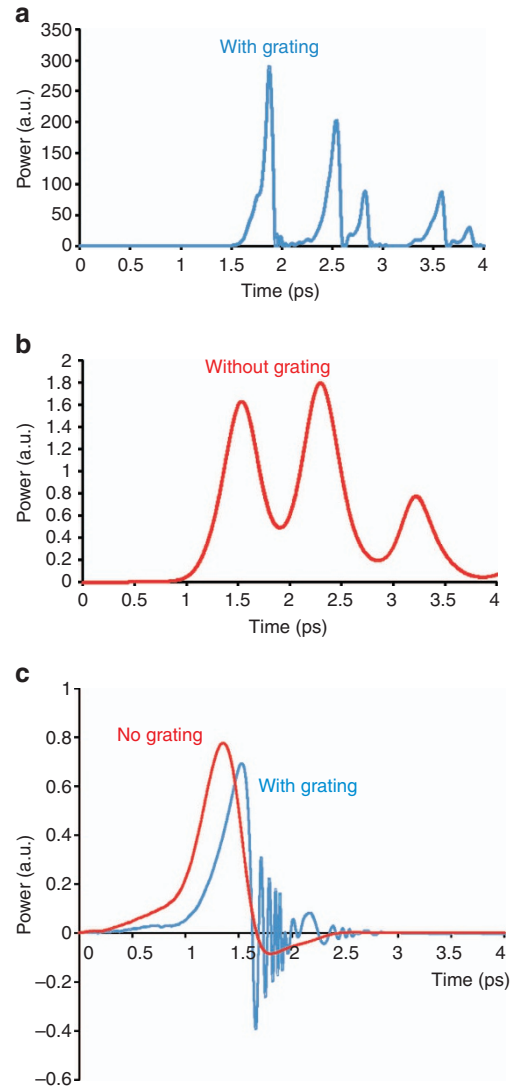 a
With grating
Power (a.u.)
350
300
250
200
150
100
50
0
0 0.5 1 1.5 2 2.5 3 3.5 4
Time (ps)
b
Without grating
Power (a.u.)
2
1.8
1.6
1.4
1.2
1
0.8
0.6
0.4
0.2
0
0 0.5 1 1.5 2 2.5 3 3.5 4
Time (ps)
c
No grating
With grating
Power (a.u.)
1
0.8
0.6
0.4
0.2
0
−0.2
−0.4
−0.6
0 0.5 1 1.5 2 2.5 3 3.5 4
Time (ps)